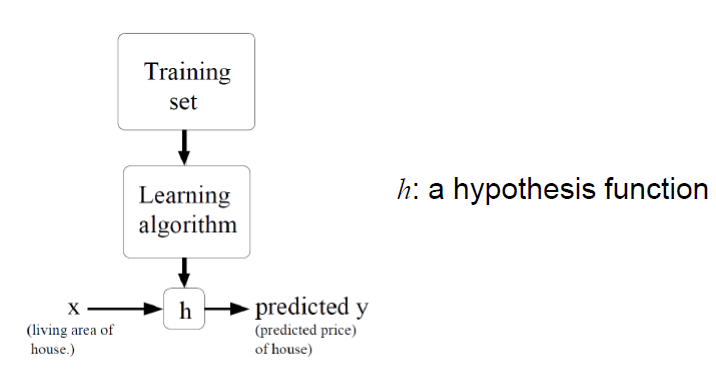 Training
set
Learning
algorithm
h: a hypothesis function
x
h
predicted y
(living area of
house.)
(predicted price)
of house)